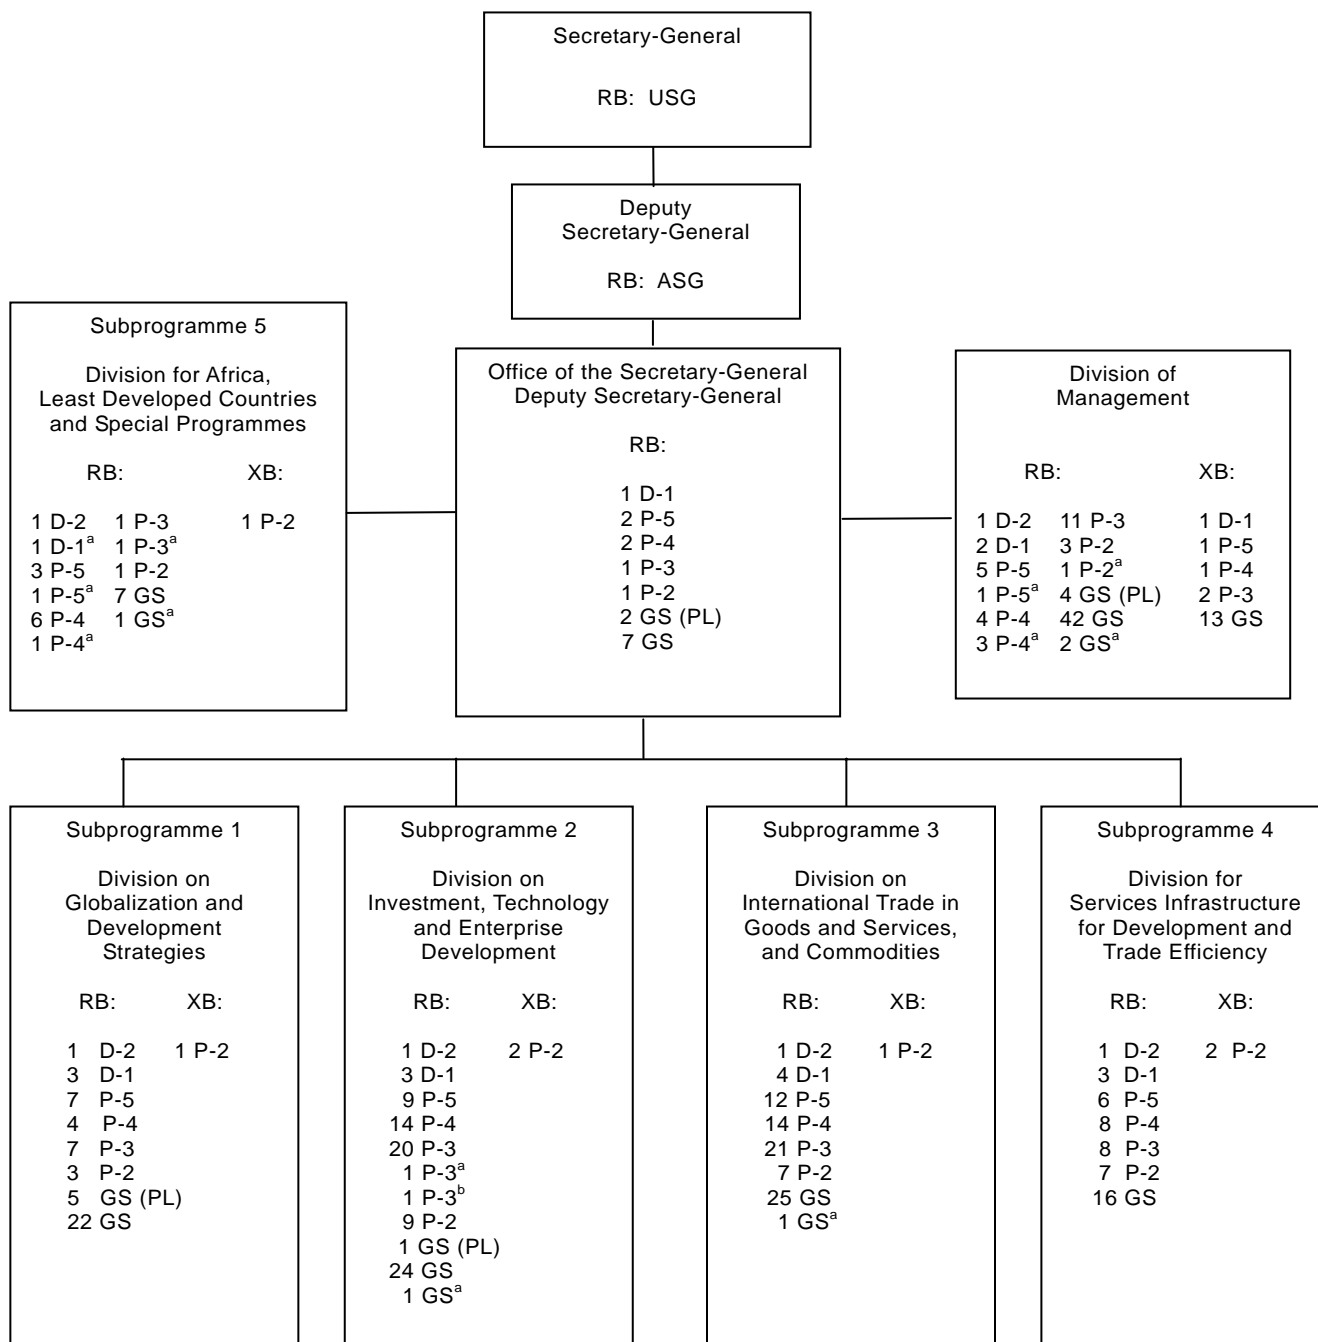 Secretary-General
RB: USG
Deputy
Secretary-General
RB: ASG
Subprogramme 5
Division for Africa,
Least Developed Countries
and Special Programmes
RB: XB:
1 D-2 1 P-3 1 P-2
1 D-1ᵃ 1 P-3ᵃ
3 P-5 1 P-2
1 P-5ᵃ 7 GS
6 P-4 1 GSᵃ
1 P-4ᵃ
Office of the Secretary-General
Deputy Secretary-General
RB:
1 D-1
2 P-5
2 P-4
1 P-3
1 P-2
2 GS (PL)
7 GS
Division of
Management
RB: XB:
1 D-2 11 P-3 1 D-1
2 D-1 3 P-2 1 P-5
5 P-5 1 P-2ᵃ 1 P-4
1 P-5ᵃ 4 GS (PL) 2 P-3
4 P-4 42 GS 13 GS
3 P-4ᵃ 2 GSᵃ
Subprogramme 1
Division on
Globalization and
Development
Strategies
RB: XB:
1 D-2 1 P-2
3 D-1
7 P-5
4 P-4
7 P-3
3 P-2
5 GS (PL)
22 GS
Subprogramme 2
Division on
Investment, Technology
and Enterprise
Development
RB: XB:
1 D-2 2 P-2
3 D-1
9 P-5
14 P-4
20 P-3
1 P-3ᵃ
1 P-3ᵇ
9 P-2
1 GS (PL)
24 GS
1 GSᵃ
Subprogramme 3
Division on
International Trade in
Goods and Services,
and Commodities
RB: XB:
1 D-2 1 P-2
4 D-1
12 P-5
14 P-4
21 P-3
7 P-2
25 GS
1 GSᵃ
Subprogramme 4
Division for
Services Infrastructure
for Development and
Trade Efficiency
RB: XB:
1 D-2 2 P-2
3 D-1
6 P-5
8 P-4
8 P-3
7 P-2
16 GS